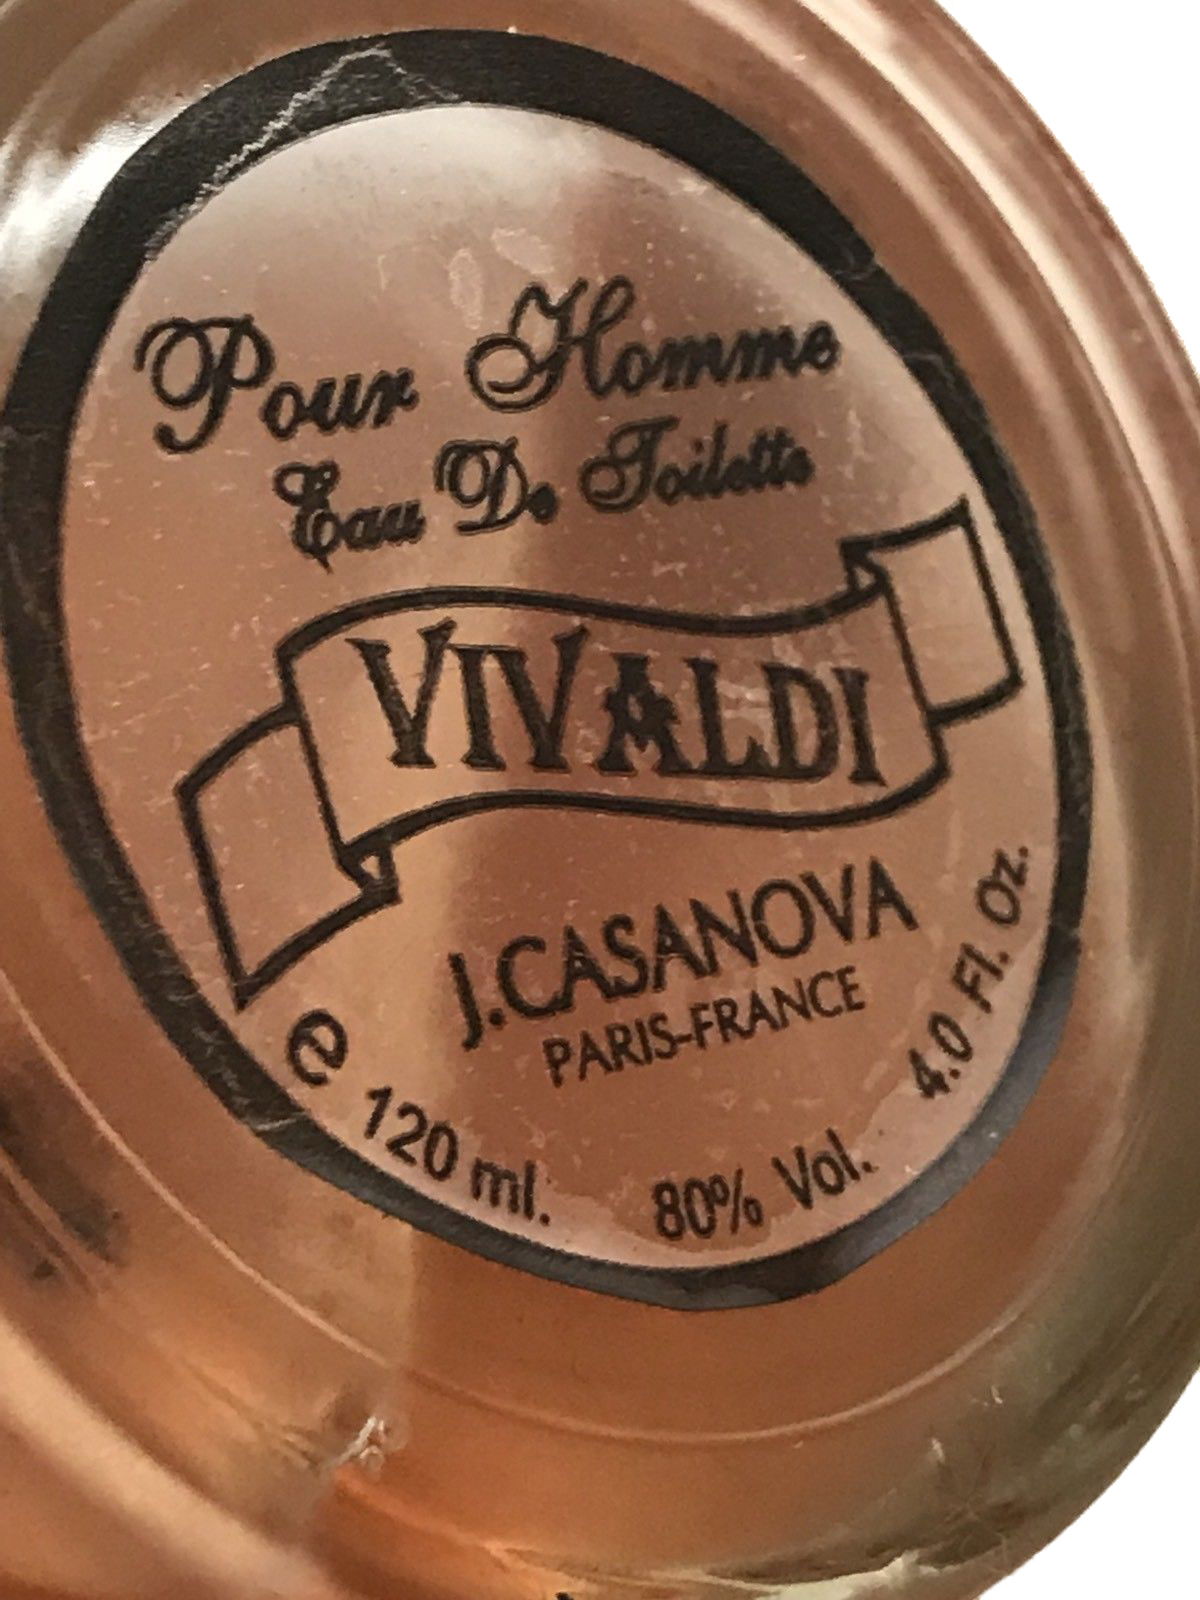 Pour Homme
Eau De Toilette
VIVALDI
J.CASANOVA
PARIS-FRANCE
e 120 ml. 80% Vol. 4.0 Fl. Oz.